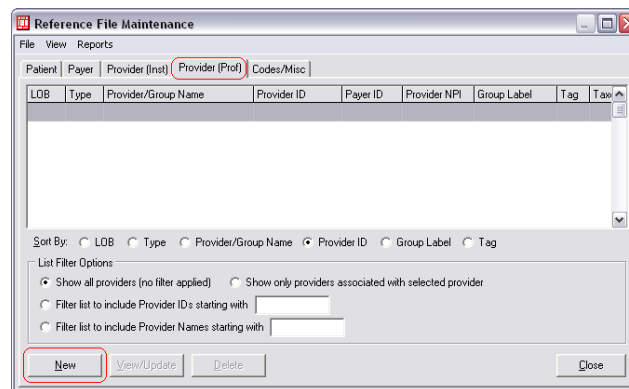 Reference File Maintenance
File View Reports
Patient Payer Provider (Inst) Provider (Prof) Codes/Misc
LOB Type Provider/Group Name Provider ID Payer ID Provider NPI Group Label Tag
Sort By: LOB Type Provider/Group Name Provider ID Group Label Tag
List Filter Options
Show all providers (no filter applied) Show only providers associated with selected provider
Filter list to include Provider IDs starting with
Filter list to include Provider Names starting with
New View/Update Delete Close